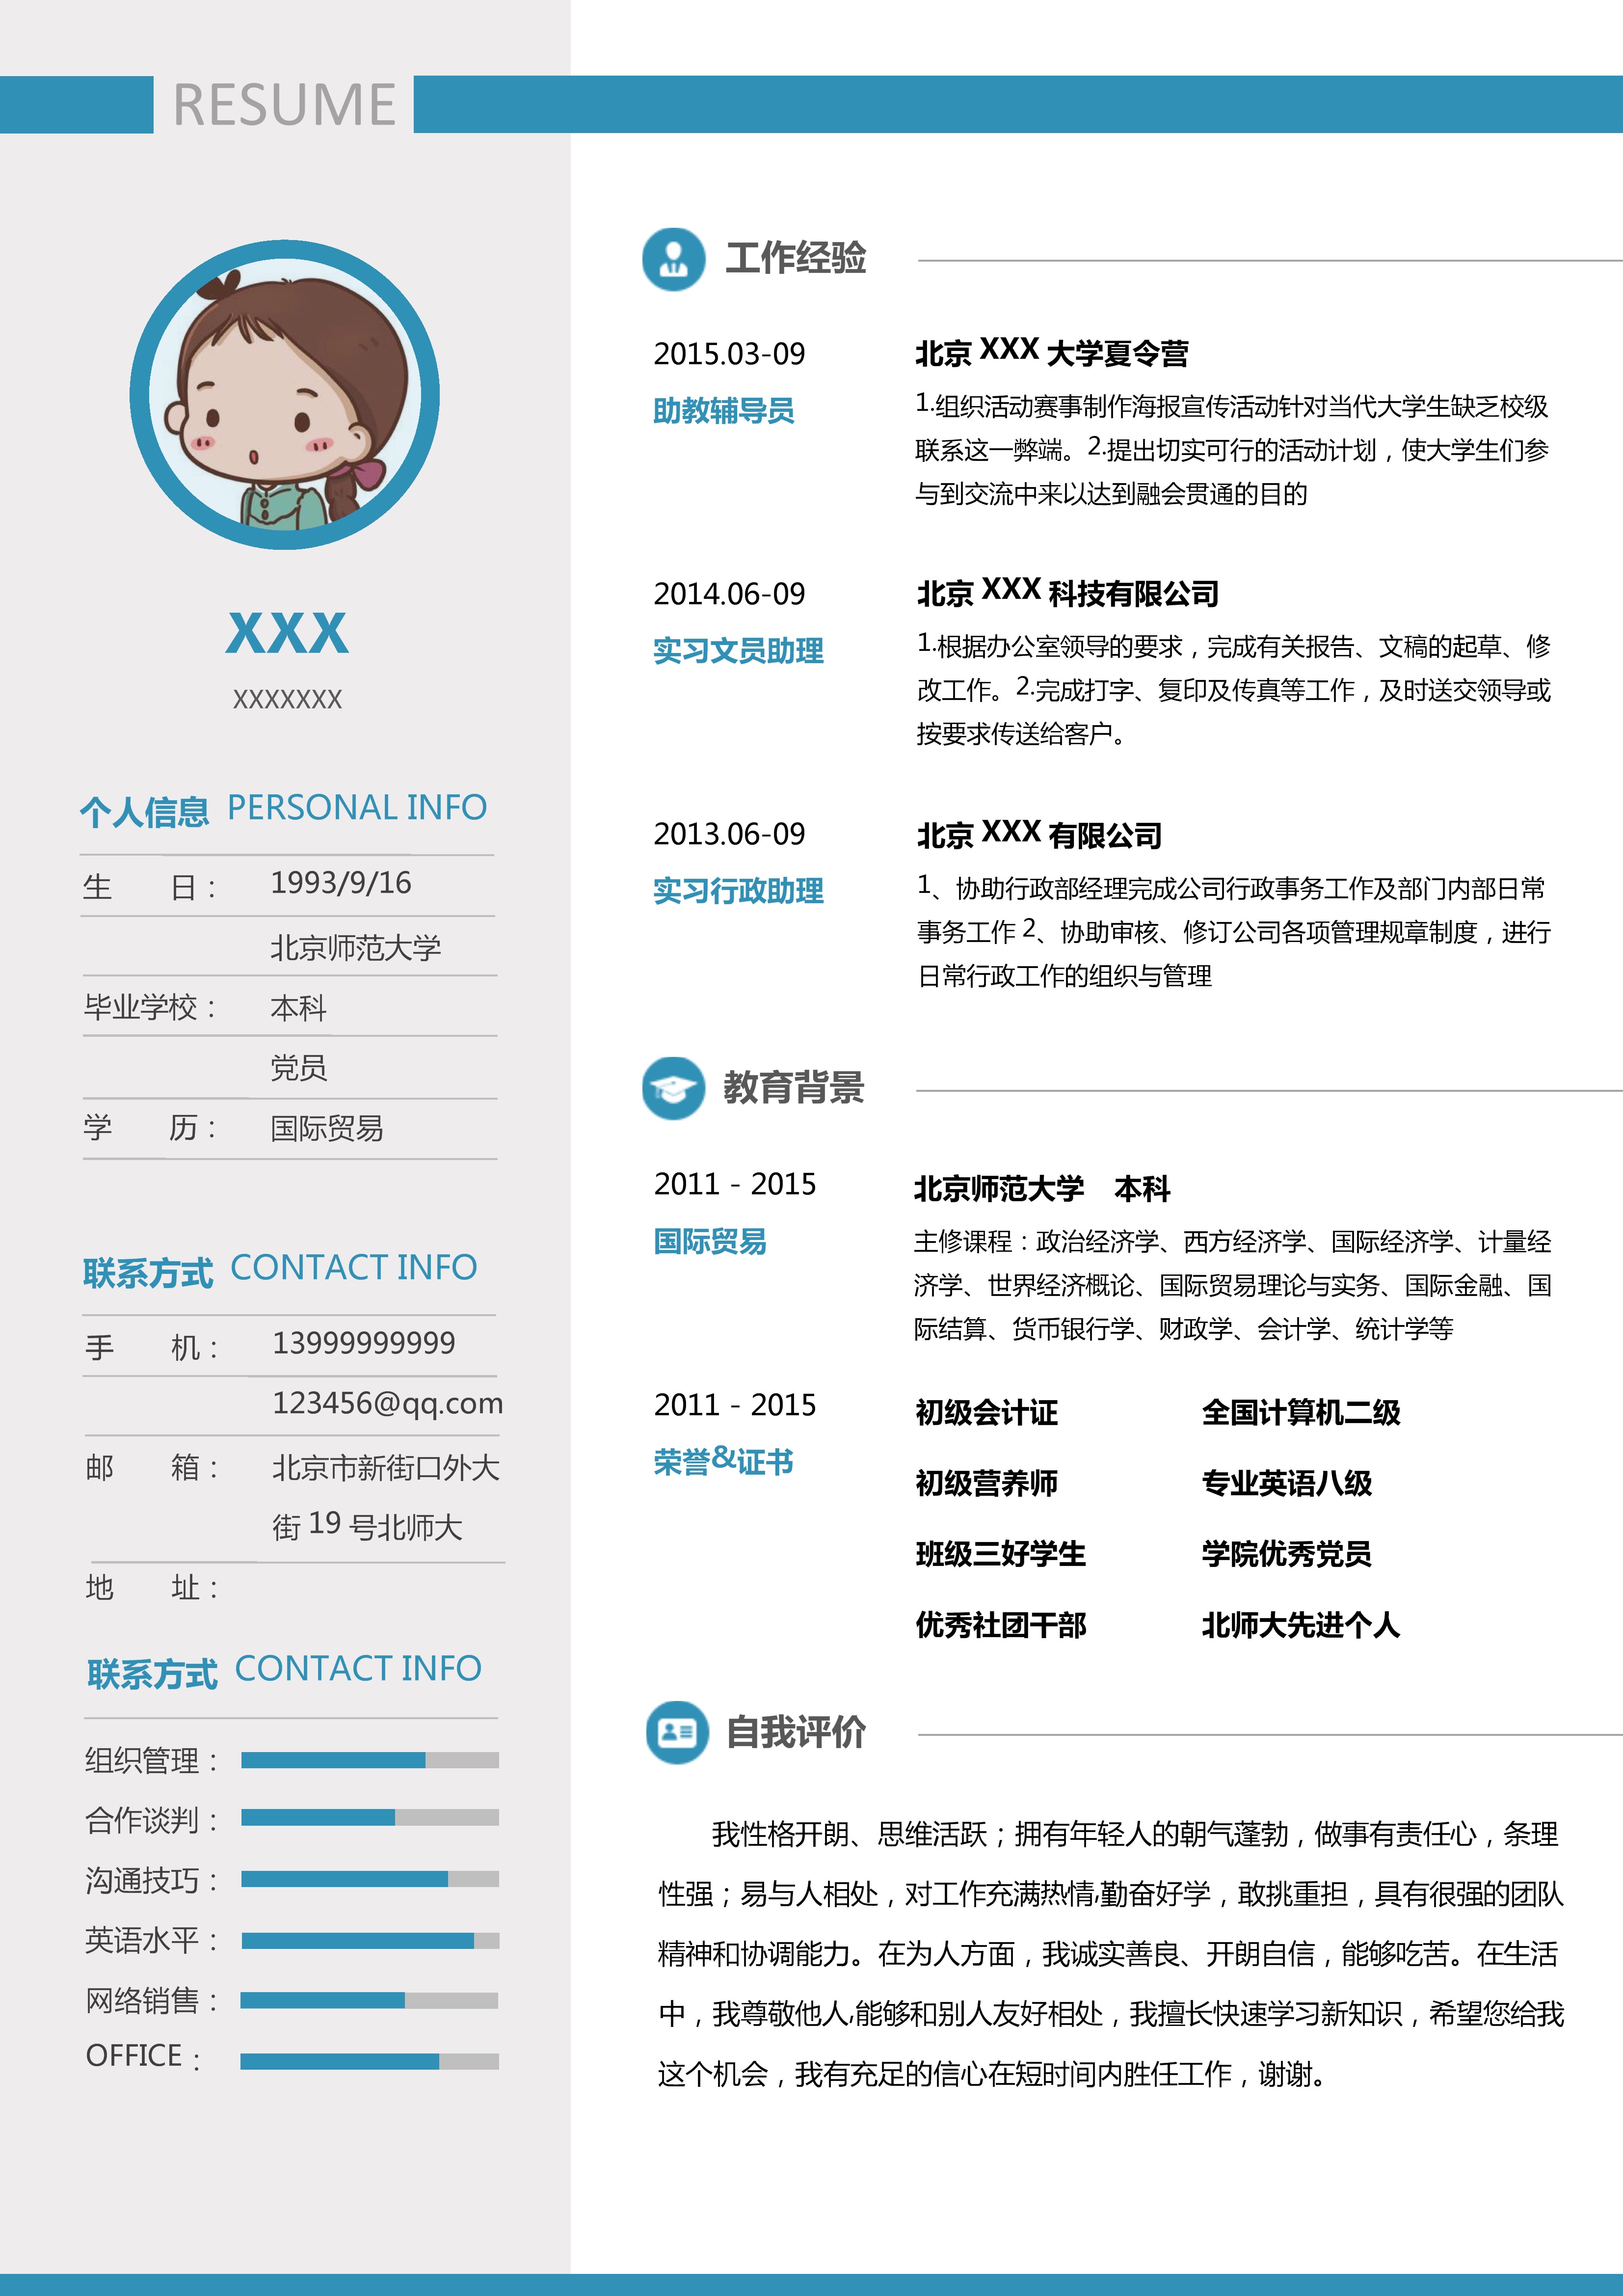 RESUME
XXX
XXXXXXX
个人信息 PERSONAL INFO
生 日： 1993/9/16
北京师范大学
毕业学校： 本科
党员
学 历： 国际贸易
联系方式 CONTACT INFO
手 机： 13999999999
123456@qq.com
邮 箱： 北京市新街口外大
街 19 号北师大
地 址：
联系方式 CONTACT INFO
组织管理：
合作谈判：
沟通技巧：
英语水平：
网络销售：
OFFICE：
工作经验
2015.03-09 北京 XXX 大学夏令营
助教辅导员
1.组织活动赛事制作海报宣传活动针对当代大学生缺乏校级
联系这一弊端。2.提出切实可行的活动计划，使大学生们参
与到交流中来以达到融会贯通的目的
2014.06-09 北京 XXX 科技有限公司
实习文员助理
1.根据办公室领导的要求，完成有关报告、文稿的起草、修
改工作。2.完成打字、复印及传真等工作，及时送交领导或
按要求传送给客户。
2013.06-09 北京 XXX 有限公司
实习行政助理
1、协助行政部经理完成公司行政事务工作及部门内部日常
事务工作 2、协助审核、修订公司各项管理规章制度，进行
日常行政工作的组织与管理
教育背景
2011 - 2015 北京师范大学 本科
国际贸易
主修课程：政治经济学、西方经济学、国际经济学、计量经
济学、世界经济概论、国际贸易理论与实务、国际金融、国
际结算、货币银行学、财政学、会计学、统计学等
2011 - 2015
荣誉&证书
初级会计证 全国计算机二级
初级营养师 专业英语八级
班级三好学生 学院优秀党员
优秀社团干部 北师大先进个人
自我评价
我性格开朗、思维活跃；拥有年轻人的朝气蓬勃，做事有责任心，条理
性强；易与人相处，对工作充满热情,勤奋好学，敢挑重担，具有很强的团队
精神和协调能力。在为人方面，我诚实善良、开朗自信，能够吃苦。在生活
中，我尊敬他人,能够和别人友好相处，我擅长快速学习新知识，希望您给我
这个机会，我有充足的信心在短时间内胜任工作，谢谢。